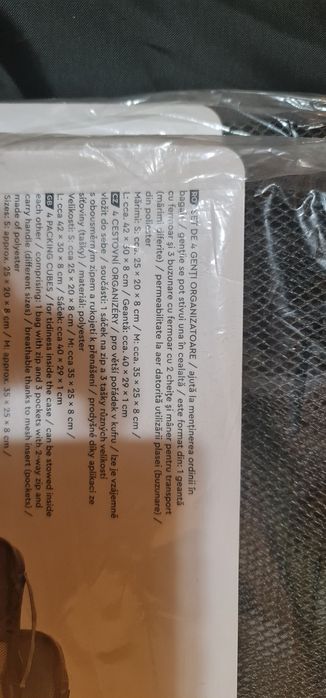 RO SET DE 4 GENȚI ORGANIZATOARE / ajută la menținerea ordinii în
bagaj / gențile se pot stivui una în cealaltă / este format din: 1 geantă
cu fermoar și 3 buzunare cu fermoar cu 2 căi și mâner pentru transport
(mărimi diferite) / permeabilitate la aer datorită utilizării plasei (buzunare) /
din poliester
Mărimi: S: cca. 25 × 20 × 8 cm / M: cca. 35 × 25 × 8 cm /
L: cca. 42 × 30 × 8 cm / Geantă: cca. 40 × 29 × 1 cm
CZ 4 CESTOVNÍ ORGANIZÉRY / pro větší pořádek v kufru / lze je vzájemně
vložit do sebe / součástí: 1 sáček na zip a 3 tašky různých velikostí
s obousměrným zipem a rukojetí k přenášení / prodyšné díky aplikaci ze
síťoviny (tašky) / materiál: polyester
Velikosti: S: cca 25 × 20 × 8 cm / M: cca 35 × 25 × 8 cm /
L: cca 42 × 30 × 8 cm / Sáček: cca 40 × 29 × 1 cm
GB 4 PACKING CUBES / for tidiness inside the case / can be stowed inside
each other / comprising: 1 bag with zip and 3 pockets with 2-way zip and
carry handle (different sizes) / breathable thanks to mesh insert (pockets) /
made of polyester
Sizes: S: approx. 25 × 20 × 8 cm / M: approx. 35 × 25 × 8 cm /